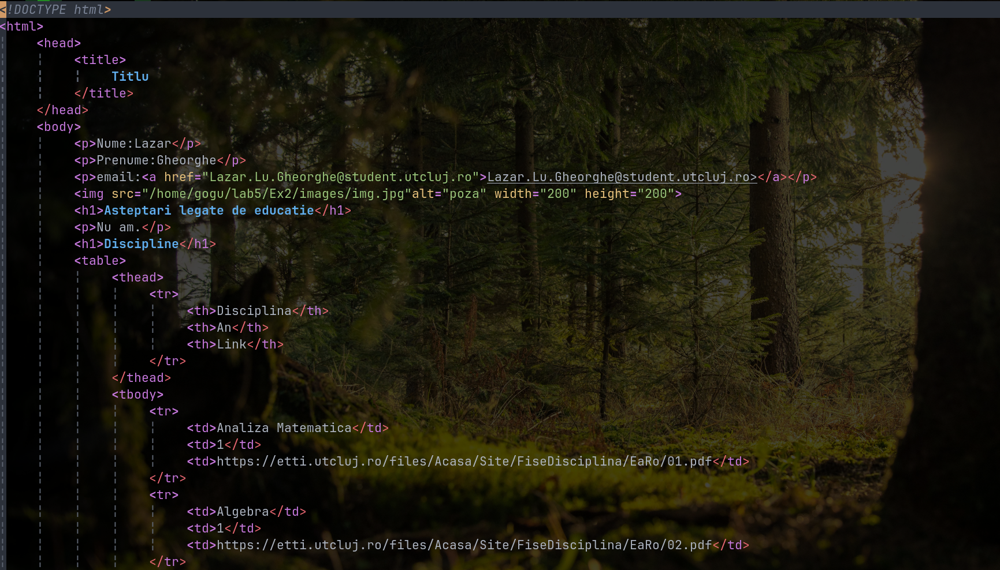 <!DOCTYPE html>
<html>
<head>
<title>
Titlu
</title>
</head>
<body>
<p>Nume:Lazar</p>
<p>Prenume:Gheorghe</p>
<p>email:<a href="Lazar.Lu.Gheorghe@student.utcluj.ro">Lazar.Lu.Gheorghe@student.utcluj.ro></a></p>
<img src="/home/gogu/lab5/Ex2/images/img.jpg"alt="poza" width="200" height="200">
<h1>Asteptari legate de educatie</h1>
<p>Nu am.</p>
<h1>Discipline</h1>
<table>
<thead>
<tr>
<th>Disciplina</th>
<th>An</th>
<th>Link</th>
</tr>
</thead>
<tbody>
<tr>
<td>Analiza Matematica</td>
<td>1</td>
<td>https://etti.utcluj.ro/files/Acasa/Site/FiseDisciplina/EaRo/01.pdf</td>
</tr>
<tr>
<td>Algebra</td>
<td>1</td>
<td>https://etti.utcluj.ro/files/Acasa/Site/FiseDisciplina/EaRo/02.pdf</td>
</tr>